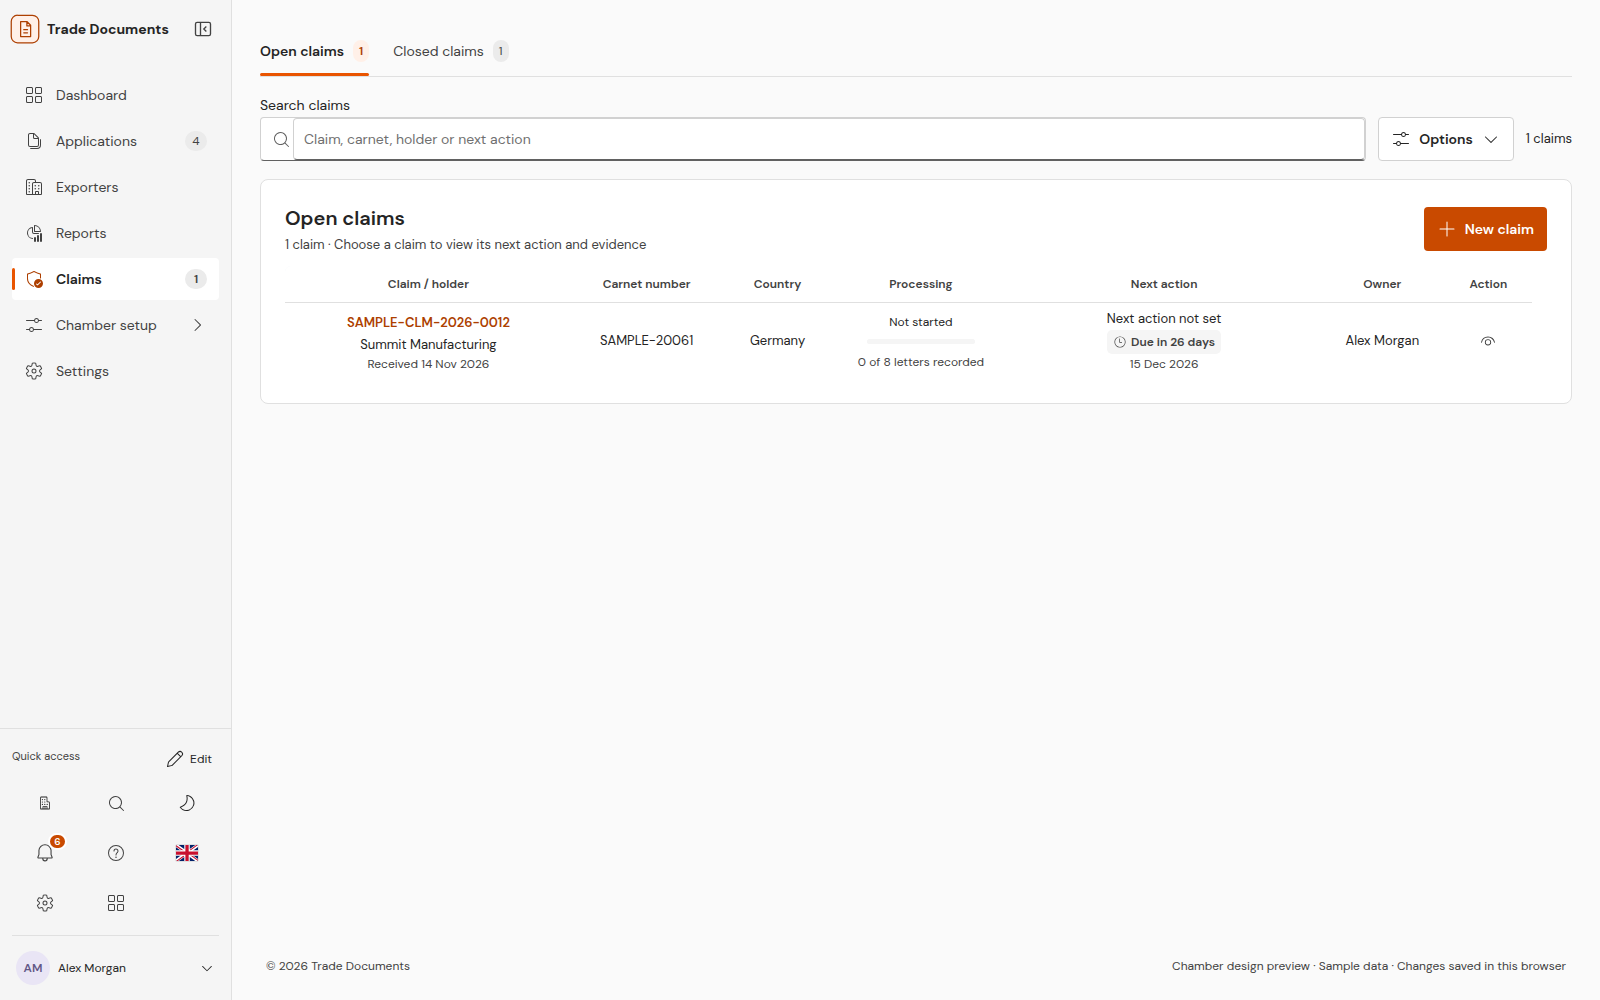 Trade Documents
Dashboard
Applications 4
Exporters
Reports
Claims 1
Chamber setup
Settings
Quick access
Edit
6
AM Alex Morgan
Open claims 1
Closed claims 1
Search claims
Claim, carnet, holder or next action
Options
1 claims
Open claims
1 claim · Choose a claim to view its next action and evidence
New claim
Claim / holder Carnet number Country Processing Next action Owner Action
SAMPLE-CLM-2026-0012
Summit Manufacturing
Received 14 Nov 2026
SAMPLE-20061
Germany
Not started
0 of 8 letters recorded
Next action not set
Due in 26 days
15 Dec 2026
Alex Morgan
© 2026 Trade Documents
Chamber design preview · Sample data · Changes saved in this browser